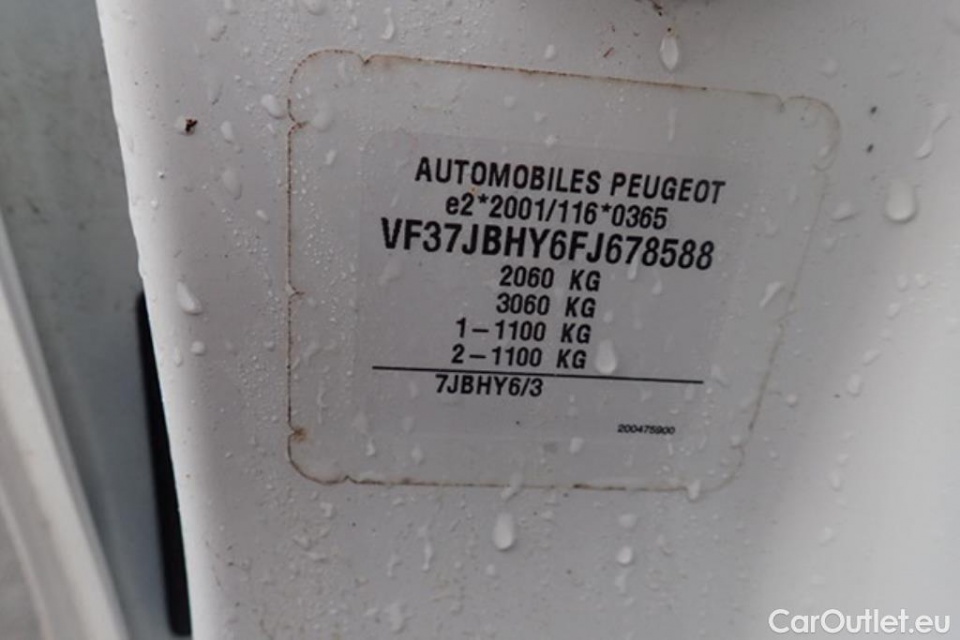 AUTOMOBILES PEUGEOT
e2*2001/116*0365
VF37JBHY6FJ678588
2060 KG
3060 KG
1-1100 KG
2-1100 KG
7JBHY6/3
200475900
CarOutlet.eu